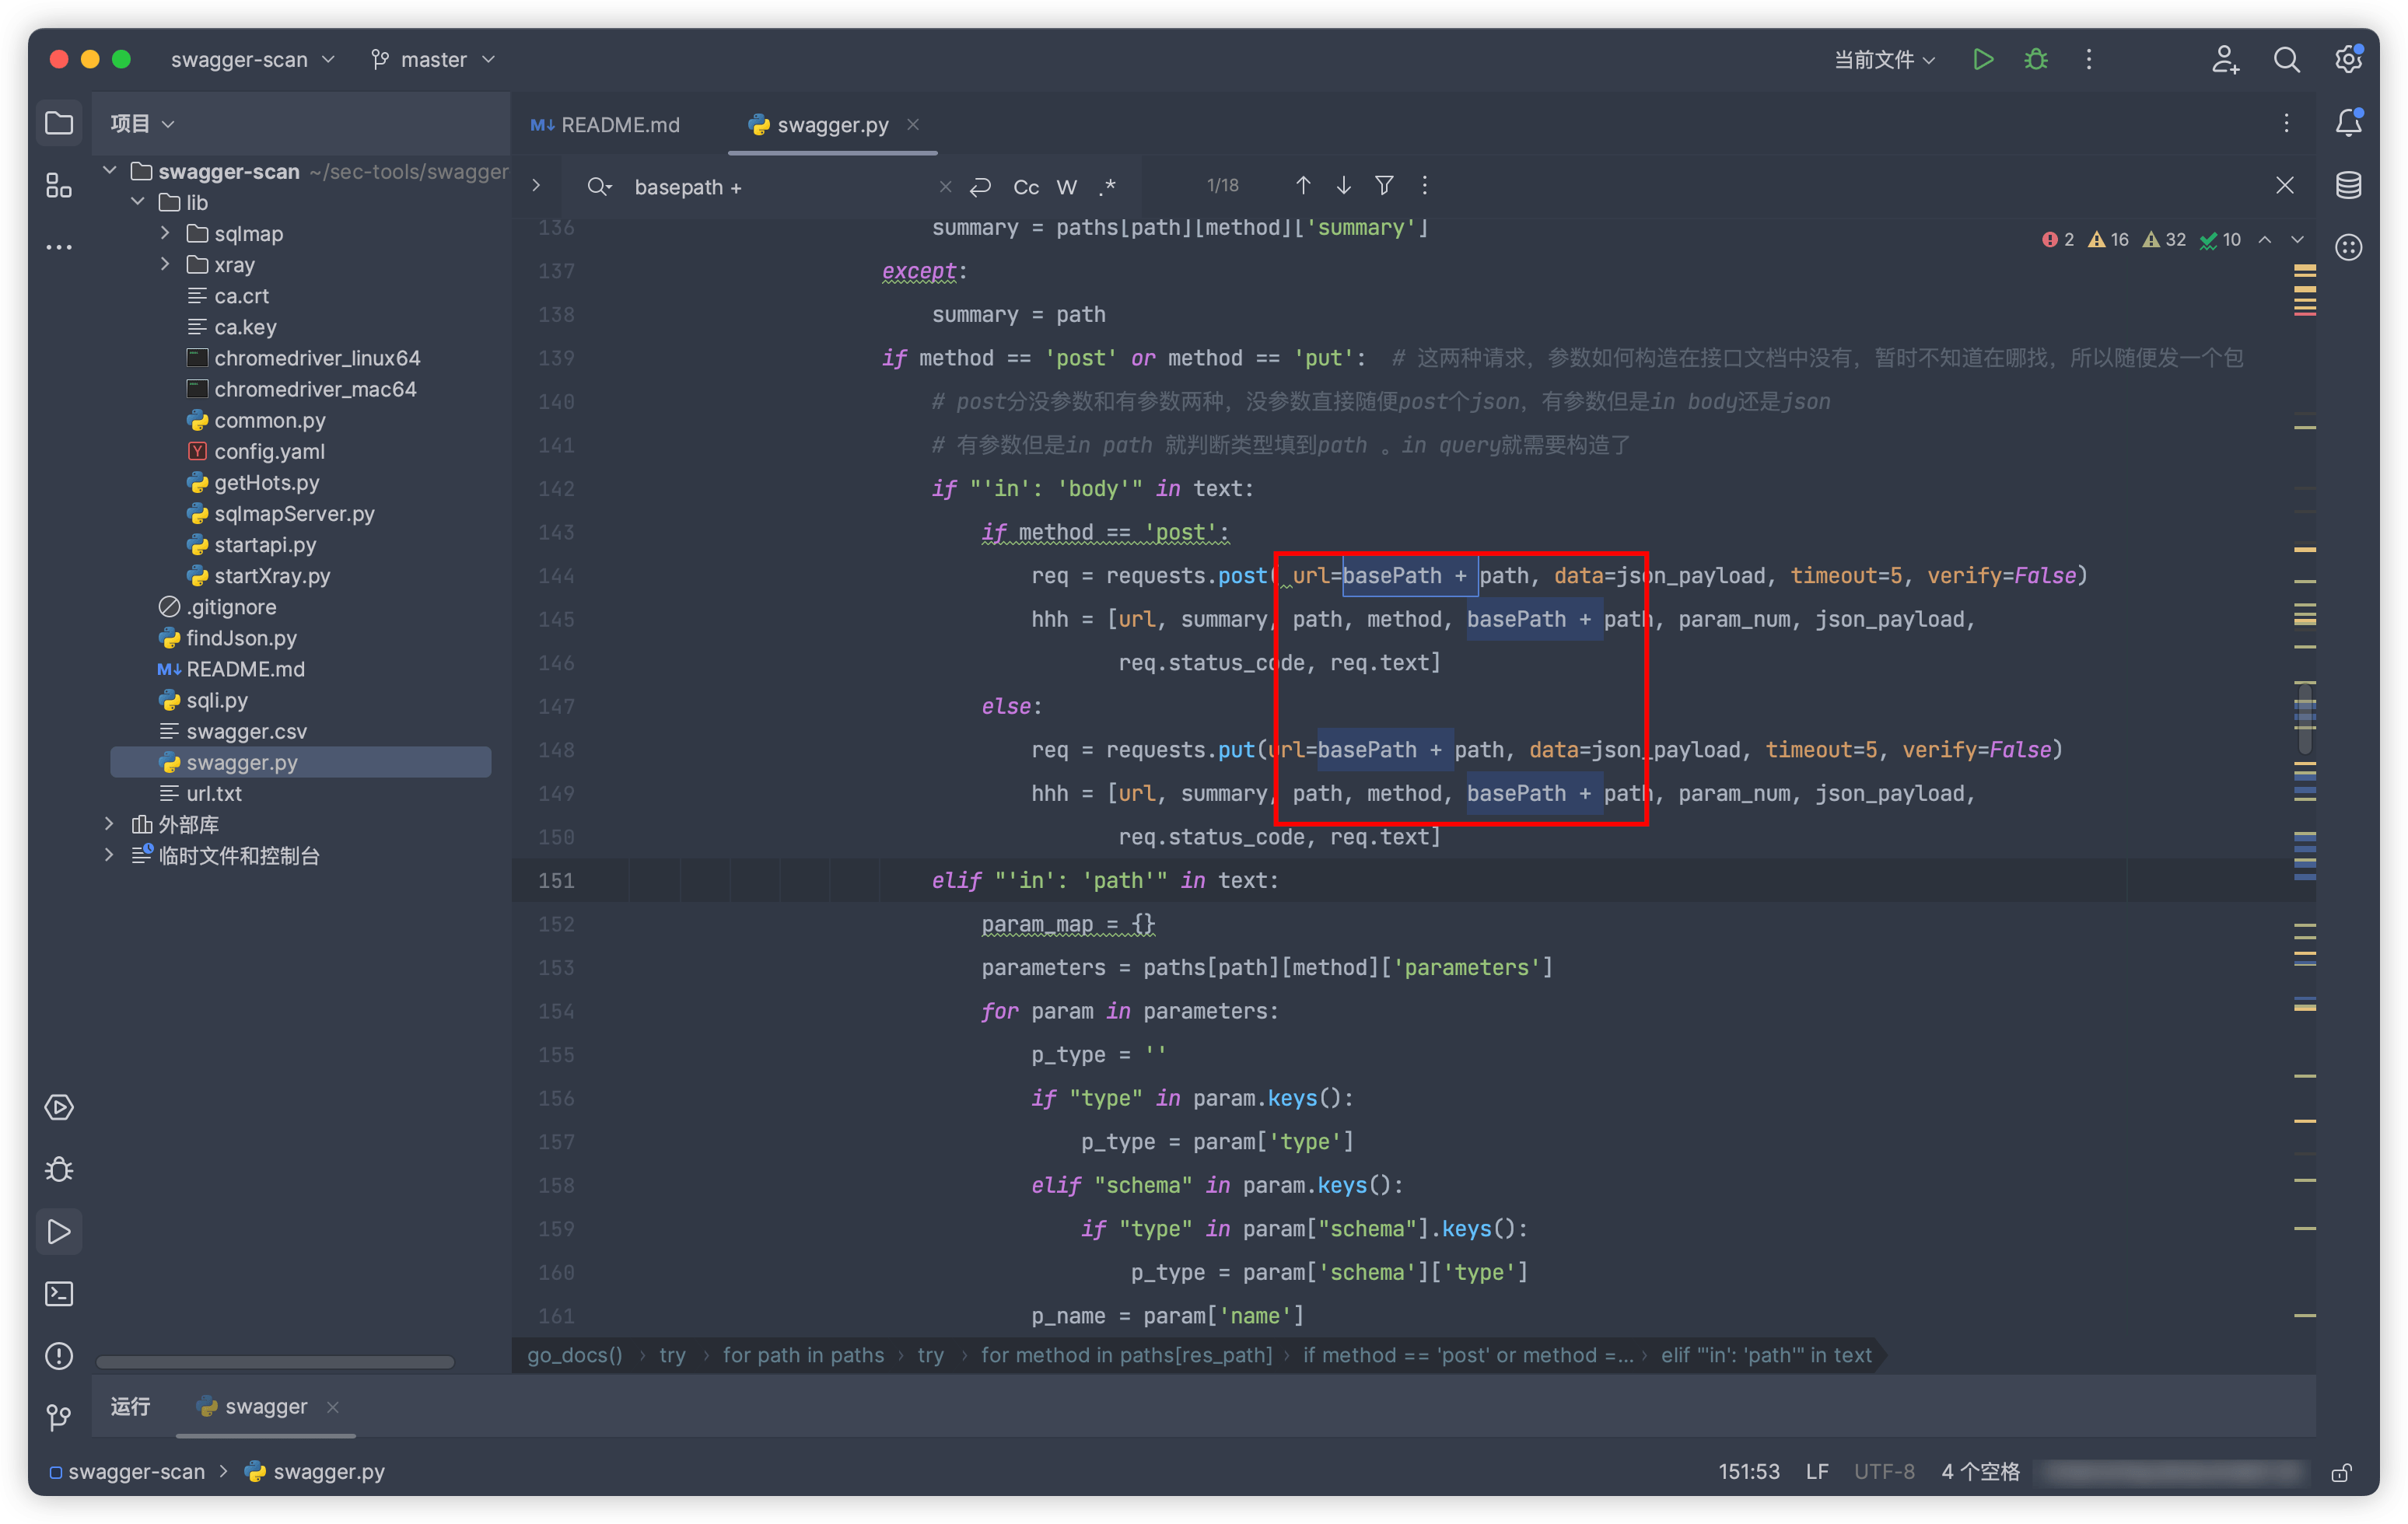 swagger-scan
master
当前文件
项目
README.md
swagger.py
swagger-scan ~/sec-tools/swagger
lib
sqlmap
xray
ca.crt
ca.key
chromedriver_linux64
chromedriver_mac64
common.py
config.yaml
getHots.py
sqlmapServer.py
startapi.py
startXray.py
.gitignore
findJson.py
README.md
sqli.py
swagger.csv
swagger.py
url.txt
外部库
临时文件和控制台
basepath +
Cc W .*
1/18
2 16 32 10
136 summary = paths[path][method]['summary']
137 except:
138 summary = path
139 if method == 'post' or method == 'put': # 这两种请求，参数如何构造在接口文档中没有，暂时不知道在哪找，所以随便发一个包
140 # post分没参数和有参数两种，没参数直接随便post个json，有参数但是in body还是json
141 # 有参数但是in path 就判断类型填到path 。in query就需要构造了
142 if "'in': 'body'" in text:
143 if method == 'post':
144 req = requests.post( url=basePath + path, data=json_payload, timeout=5, verify=False)
145 hhh = [url, summary, path, method, basePath + path, param_num, json_payload,
146 req.status_code, req.text]
147 else:
148 req = requests.put(url=basePath + path, data=json_payload, timeout=5, verify=False)
149 hhh = [url, summary, path, method, basePath + path, param_num, json_payload,
150 req.status_code, req.text]
151 elif "'in': 'path'" in text:
152 param_map = {}
153 parameters = paths[path][method]['parameters']
154 for param in parameters:
155 p_type = ''
156 if "type" in param.keys():
157 p_type = param['type']
158 elif "schema" in param.keys():
159 if "type" in param["schema"].keys():
160 p_type = param['schema']['type']
161 p_name = param['name']
go_docs() › try › for path in paths › try › for method in paths[res_path] › if method == 'post' or method =... › elif "'in': 'path'" in text
运行
swagger
swagger-scan > swagger.py
151:53 LF UTF-8 4 个空格